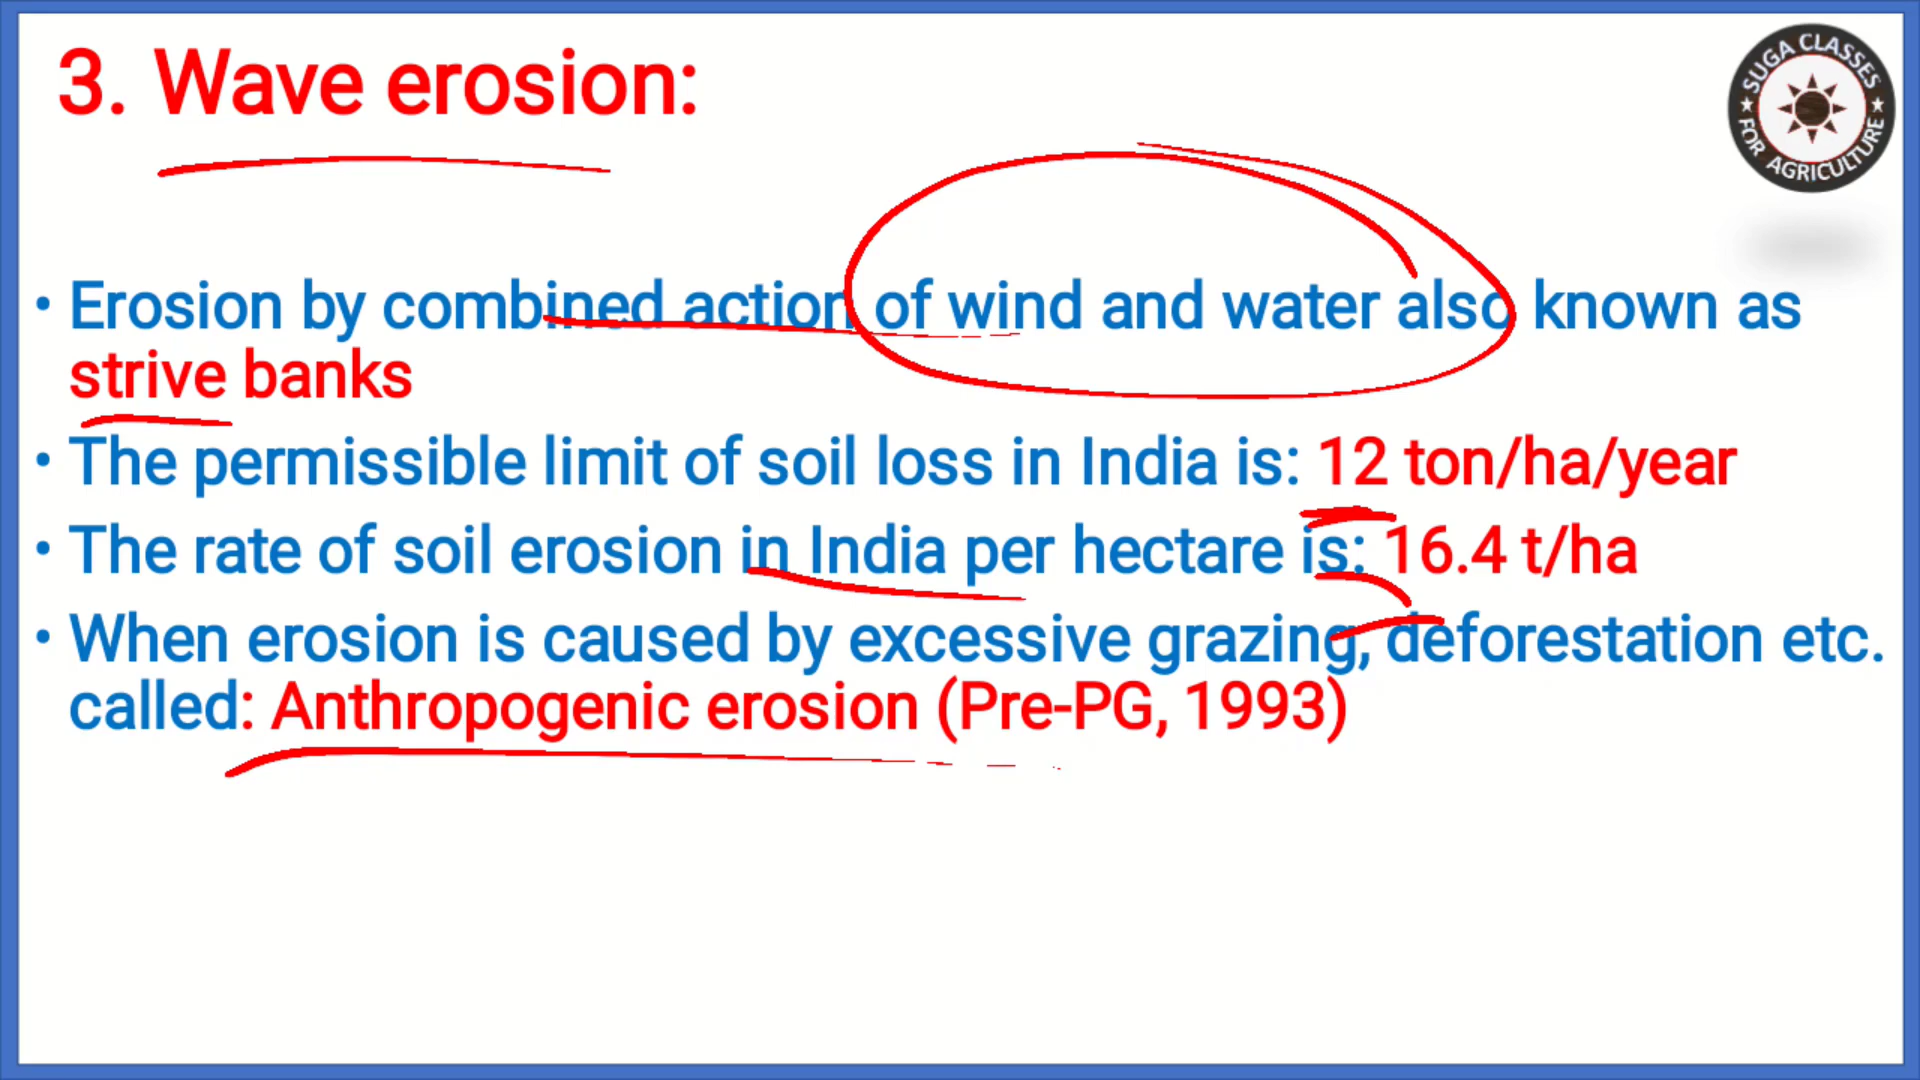 3. Wave erosion:
SUGA CLASSES
FOR AGRICULTURE
• Erosion by combined action of wind and water also known as
strive banks
• The permissible limit of soil loss in India is: 12 ton/ha/year
• The rate of soil erosion in India per hectare is: 16.4 t/ha
• When erosion is caused by excessive grazing, deforestation etc.
called: Anthropogenic erosion (Pre-PG, 1993)